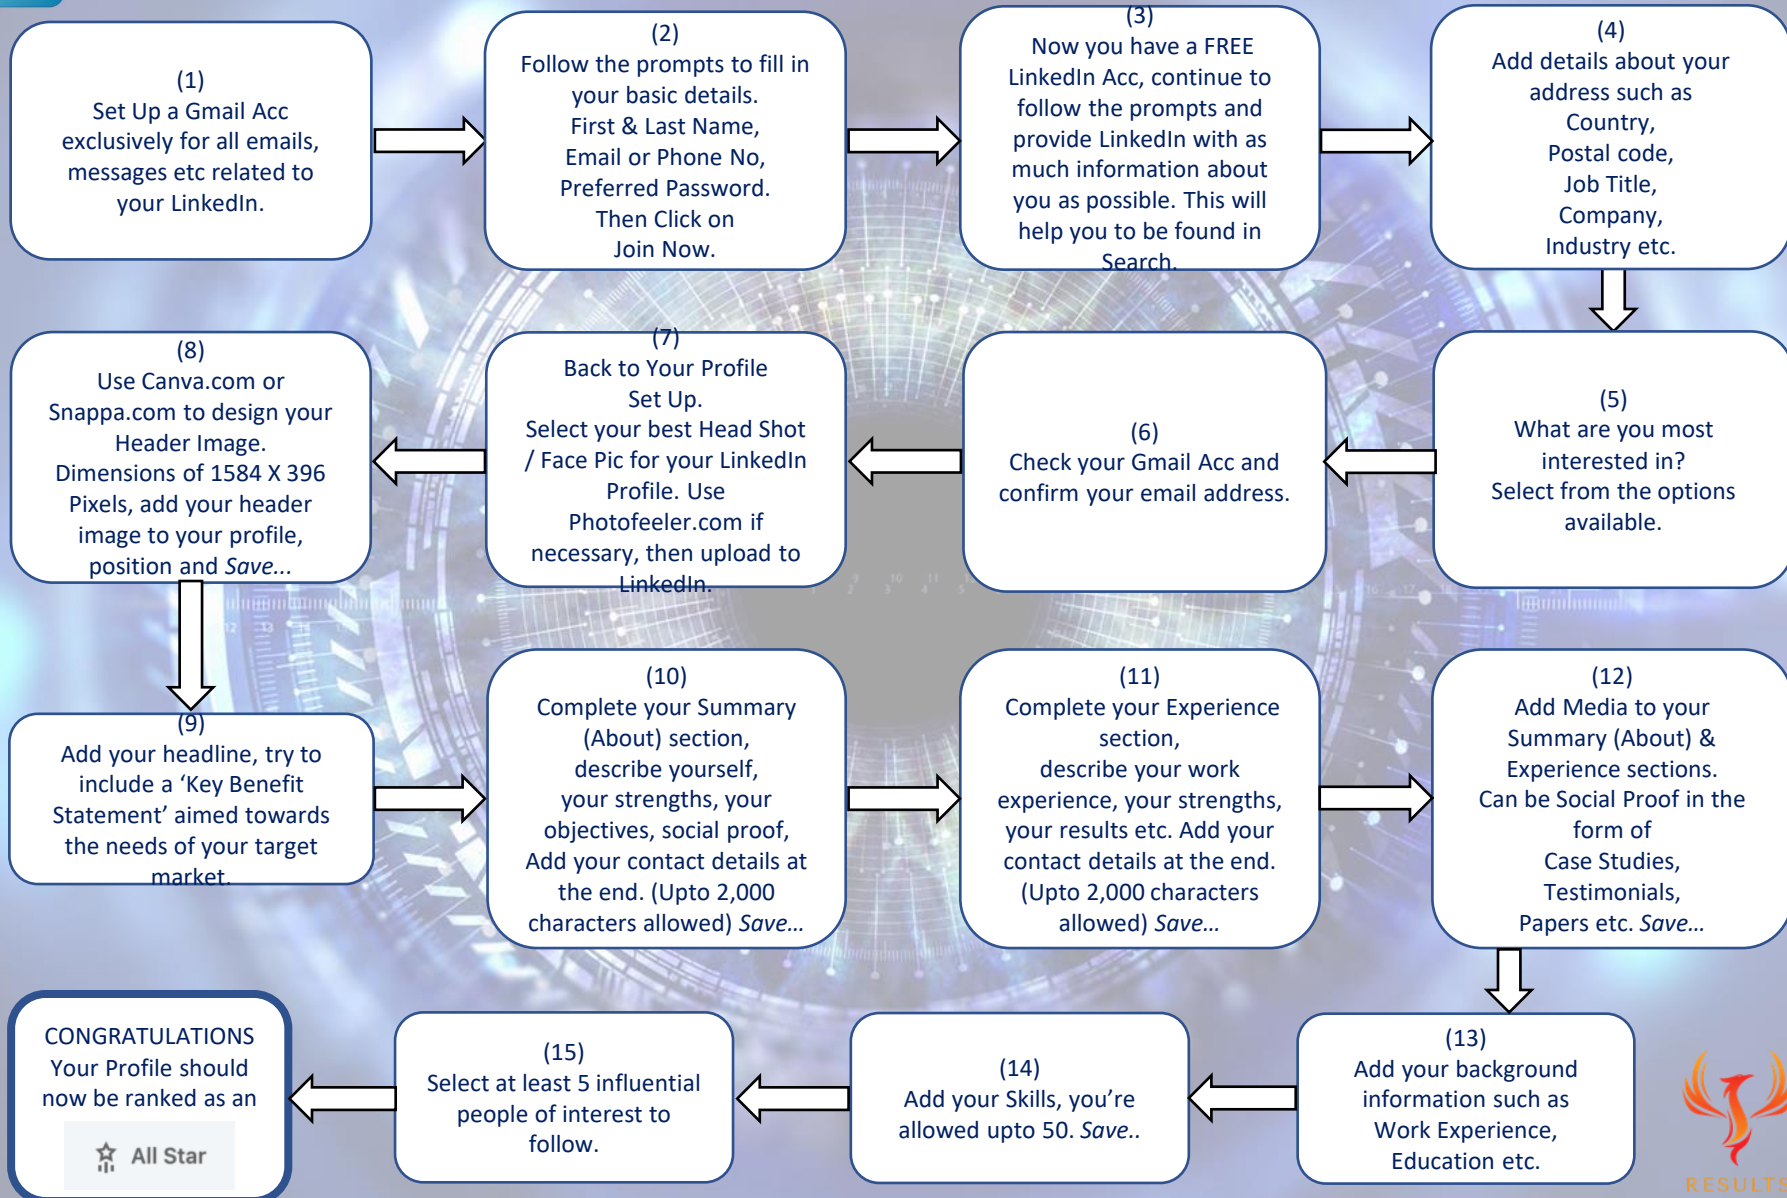 (1)
Set Up a Gmail Acc
exclusively for all emails,
messages etc related to
your LinkedIn.
(2)
Follow the prompts to fill in
your basic details.
First & Last Name,
Email or Phone No,
Preferred Password.
Then Click on
Join Now.
(3)
Now you have a FREE
LinkedIn Acc, continue to
follow the prompts and
provide LinkedIn with as
much information about
you as possible. This will
help you to be found in
Search.
(4)
Add details about your
address such as
Country,
Postal code,
Job Title,
Company,
Industry etc.
(5)
What are you most
interested in?
Select from the options
available.
(6)
Check your Gmail Acc and
confirm your email address.
(7)
Back to Your Profile
Set Up.
Select your best Head Shot
/ Face Pic for your LinkedIn
Profile. Use
Photofeeler.com if
necessary, then upload to
LinkedIn.
(8)
Use Canva.com or
Snappa.com to design your
Header Image.
Dimensions of 1584 X 396
Pixels, add your header
image to your profile,
position and Save...
(9)
Add your headline, try to
include a ‘Key Benefit
Statement’ aimed towards
the needs of your target
market.
(10)
Complete your Summary
(About) section,
describe yourself,
your strengths, your
objectives, social proof,
Add your contact details at
the end. (Upto 2,000
characters allowed) Save...
(11)
Complete your Experience
section,
describe your work
experience, your strengths,
your results etc. Add your
contact details at the end.
(Upto 2,000 characters
allowed) Save...
(12)
Add Media to your
Summary (About) &
Experience sections.
Can be Social Proof in the
form of
Case Studies,
Testimonials,
Papers etc. Save...
(13)
Add your background
information such as
Work Experience,
Education etc.
(14)
Add your Skills, you’re
allowed upto 50. Save..
(15)
Select at least 5 influential
people of interest to
follow.
CONGRATULATIONS
Your Profile should
now be ranked as an
All Star
RESULTS